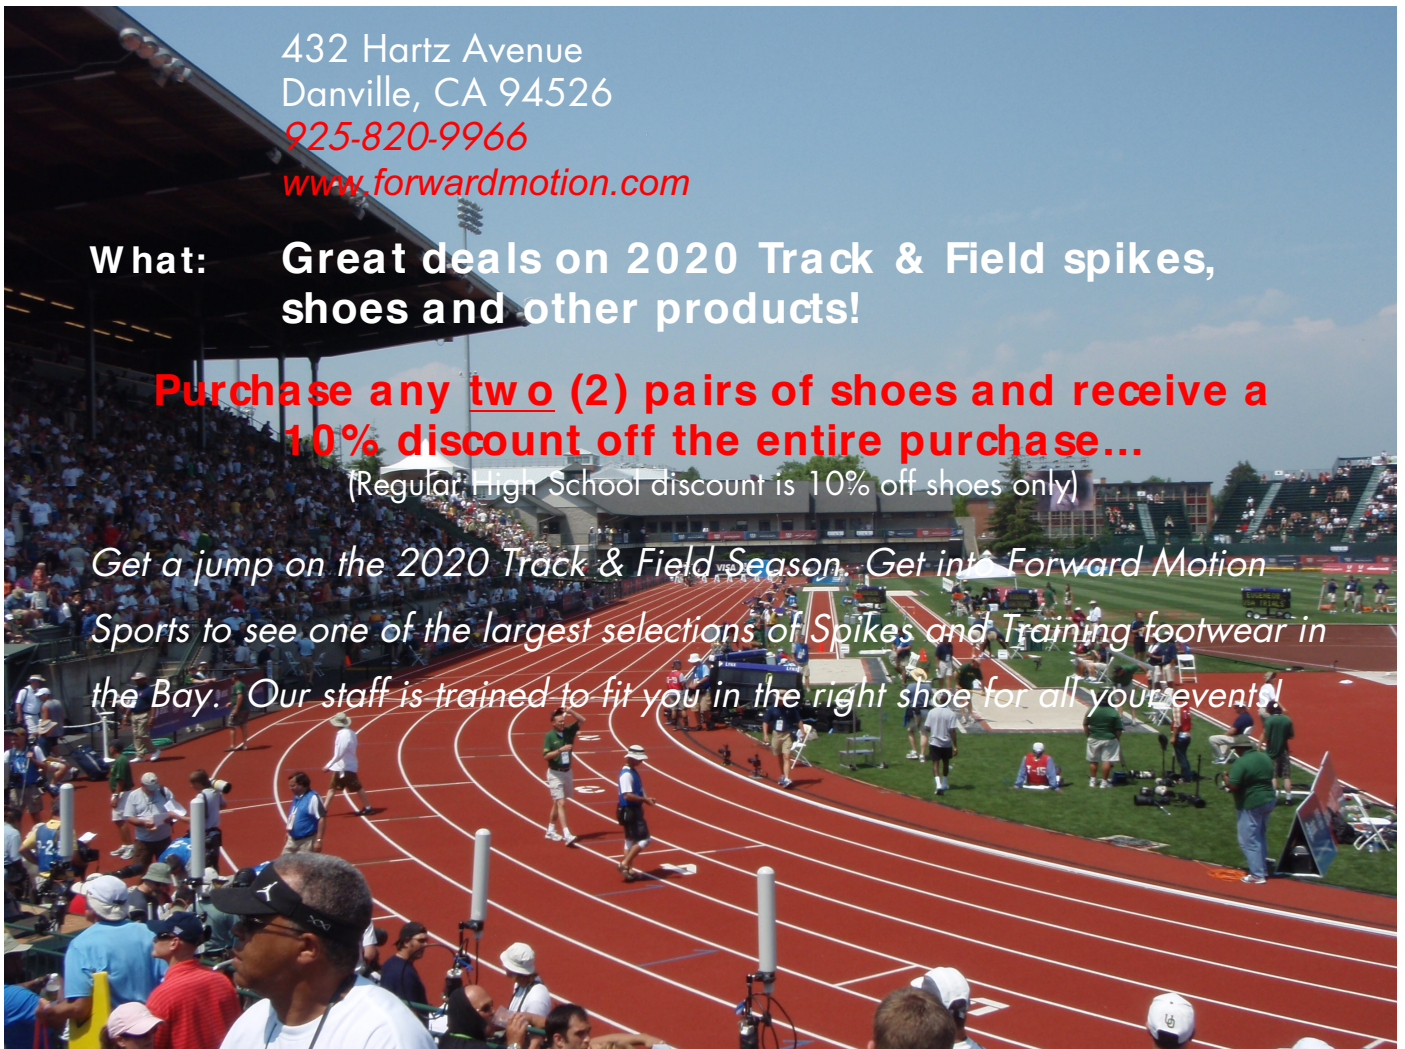 432 Hartz Avenue
Danville, CA 94526
925-820-9966
www.forwardmotion.com
What: Great deals on 2020 Track & Field spikes,
shoes and other products!
Purchase any two (2) pairs of shoes and receive a
10% discount off the entire purchase...
(Regular High School discount is 10% off shoes only)
Get a jump on the 2020 Track & Field Season. Get into Forward Motion
Sports to see one of the largest selections of Spikes and Training footwear in
the Bay. Our staff is trained to fit you in the right shoe for all your events!
VISA
LYNX
T-15
UO